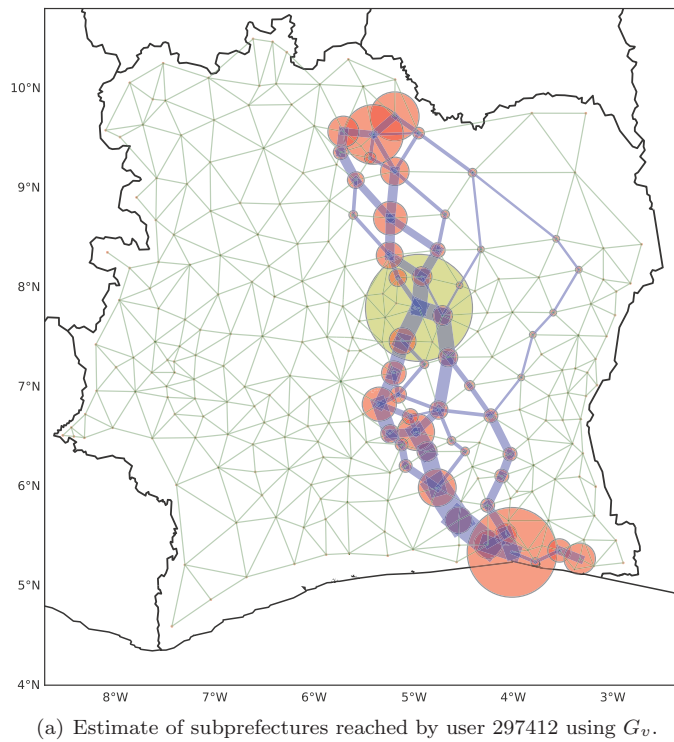 10°N
9°N
8°N
7°N
6°N
5°N
4°N
8°W 7°W 6°W 5°W 4°W 3°W
(a) Estimate of subprefectures reached by user 297412 using Gᵥ.